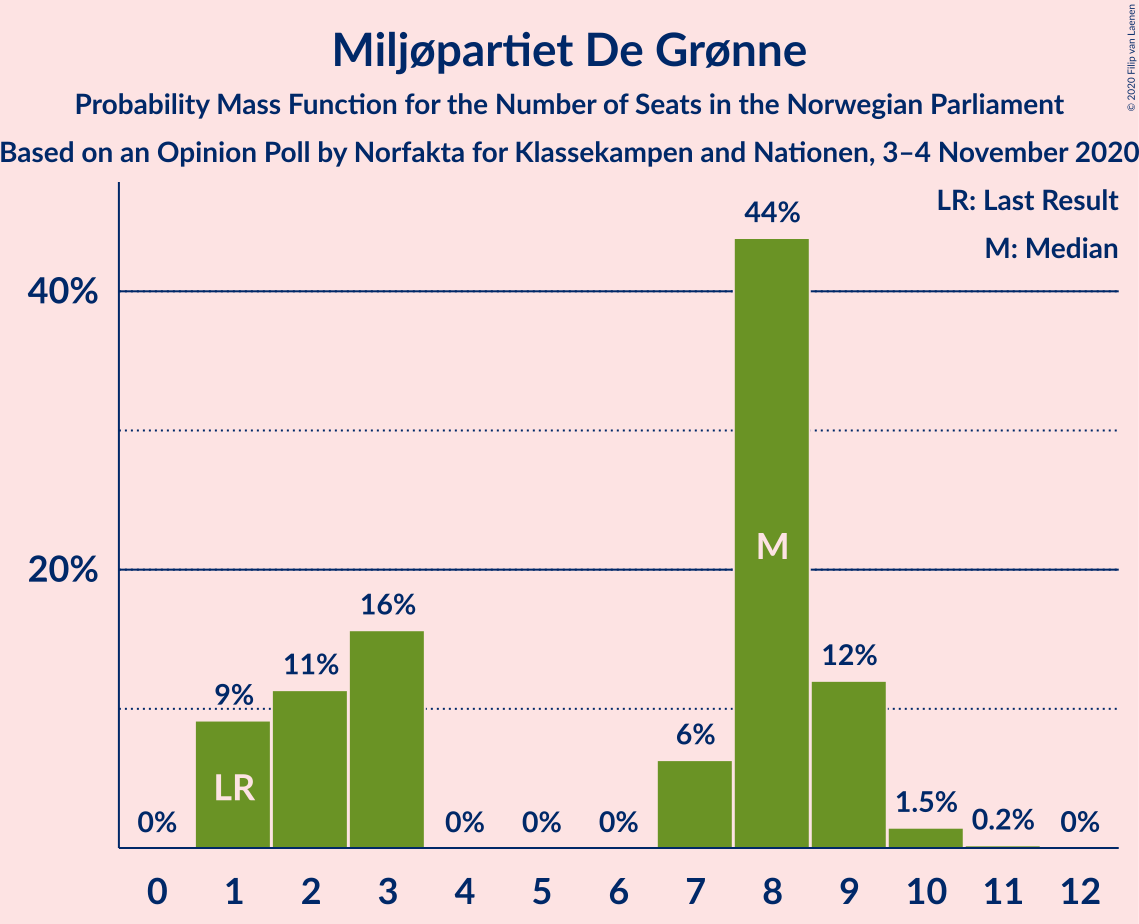 Miljøpartiet De Grønne
Probability Mass Function for the Number of Seats in the Norwegian Parliament
Based on an Opinion Poll by Norfakta for Klassekampen and Nationen, 3–4 November 2020
© 2020 Filip van Laenen
LR: Last Result
M: Median
40%
20%
0%
9%
11%
16%
0%
0%
0%
6%
44%
12%
1.5%
0.2%
0%
LR
M
0 1 2 3 4 5 6 7 8 9 10 11 12